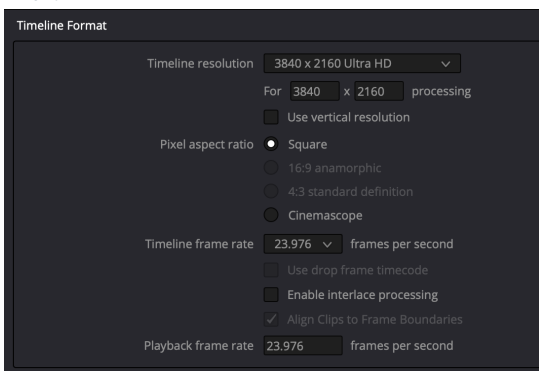 Timeline Format
Timeline resolution 3840 x 2160 Ultra HD
For 3840 x 2160 processing
Use vertical resolution
Pixel aspect ratio Square
16:9 anamorphic
4:3 standard definition
Cinemascope
Timeline frame rate 23.976 frames per second
Use drop frame timecode
Enable interlace processing
Align Clips to Frame Boundaries
Playback frame rate 23.976 frames per second